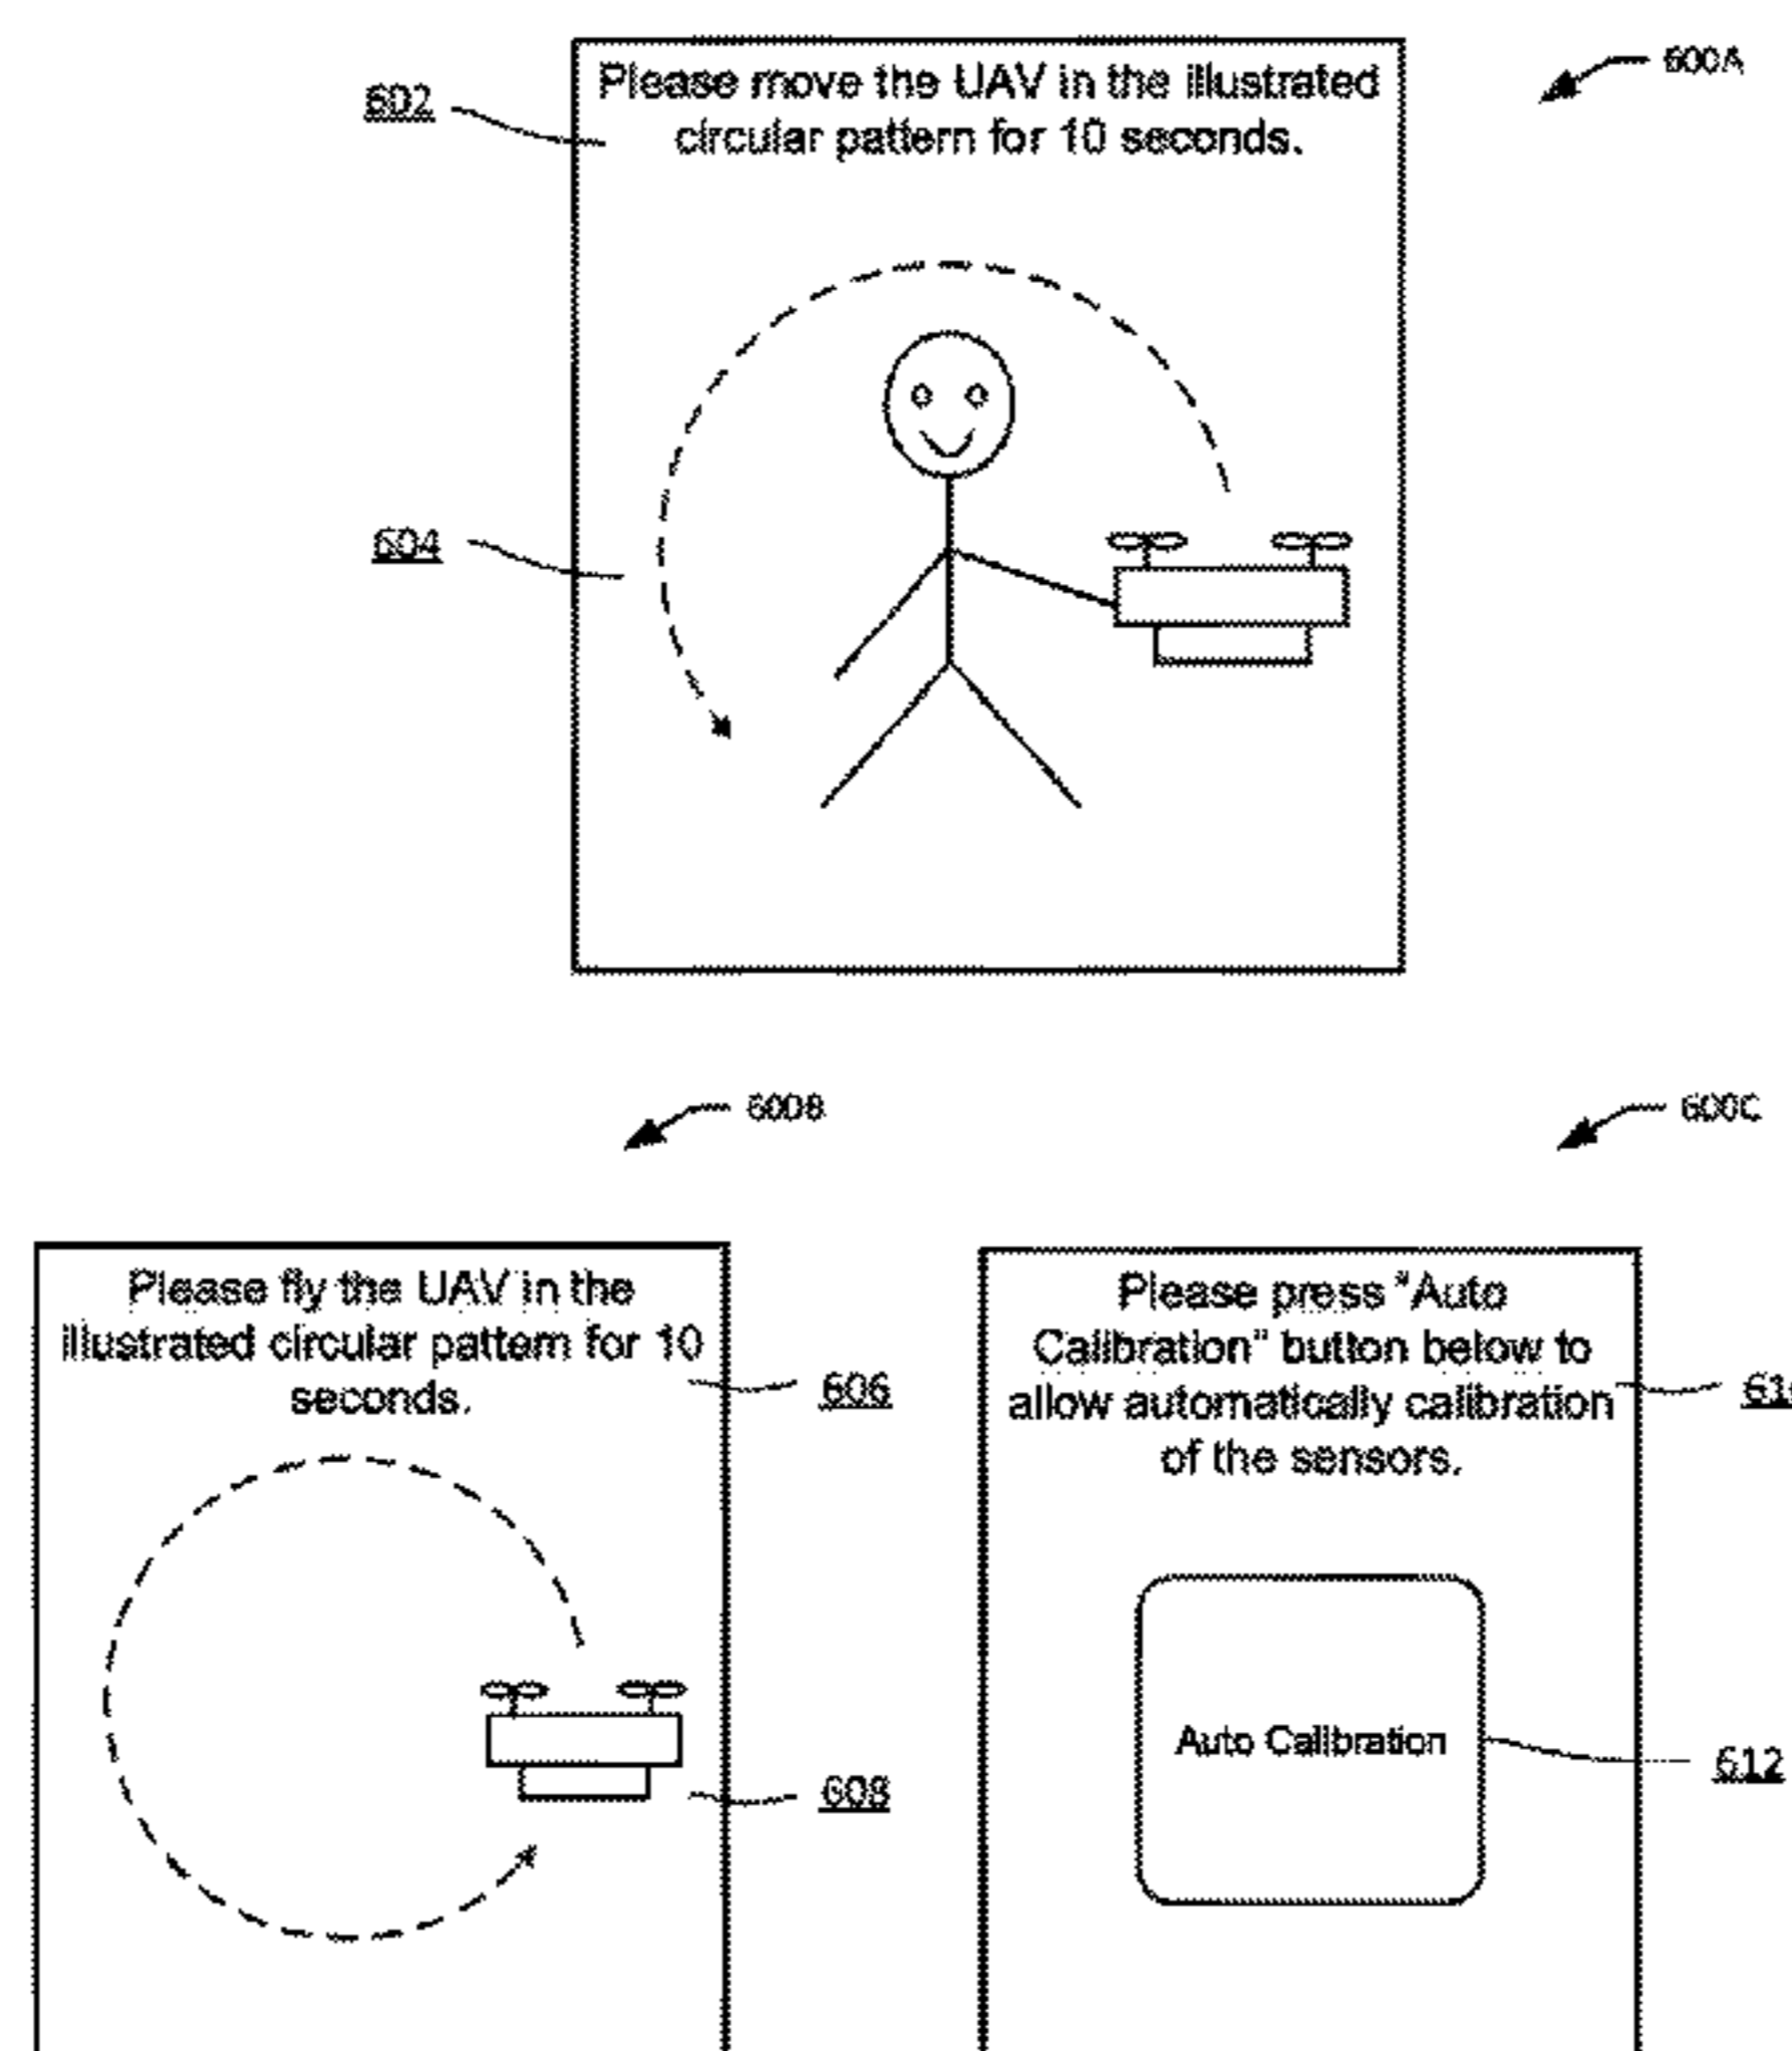 600A
602
Please move the UAV in the illustrated
circular pattern for 10 seconds.
604
600B
600C
Please fly the UAV in the
illustrated circular pattern for 10
seconds.
606
608
Please press "Auto
Calibration" button below to
allow automatically calibration
of the sensors.
Auto Calibration
612